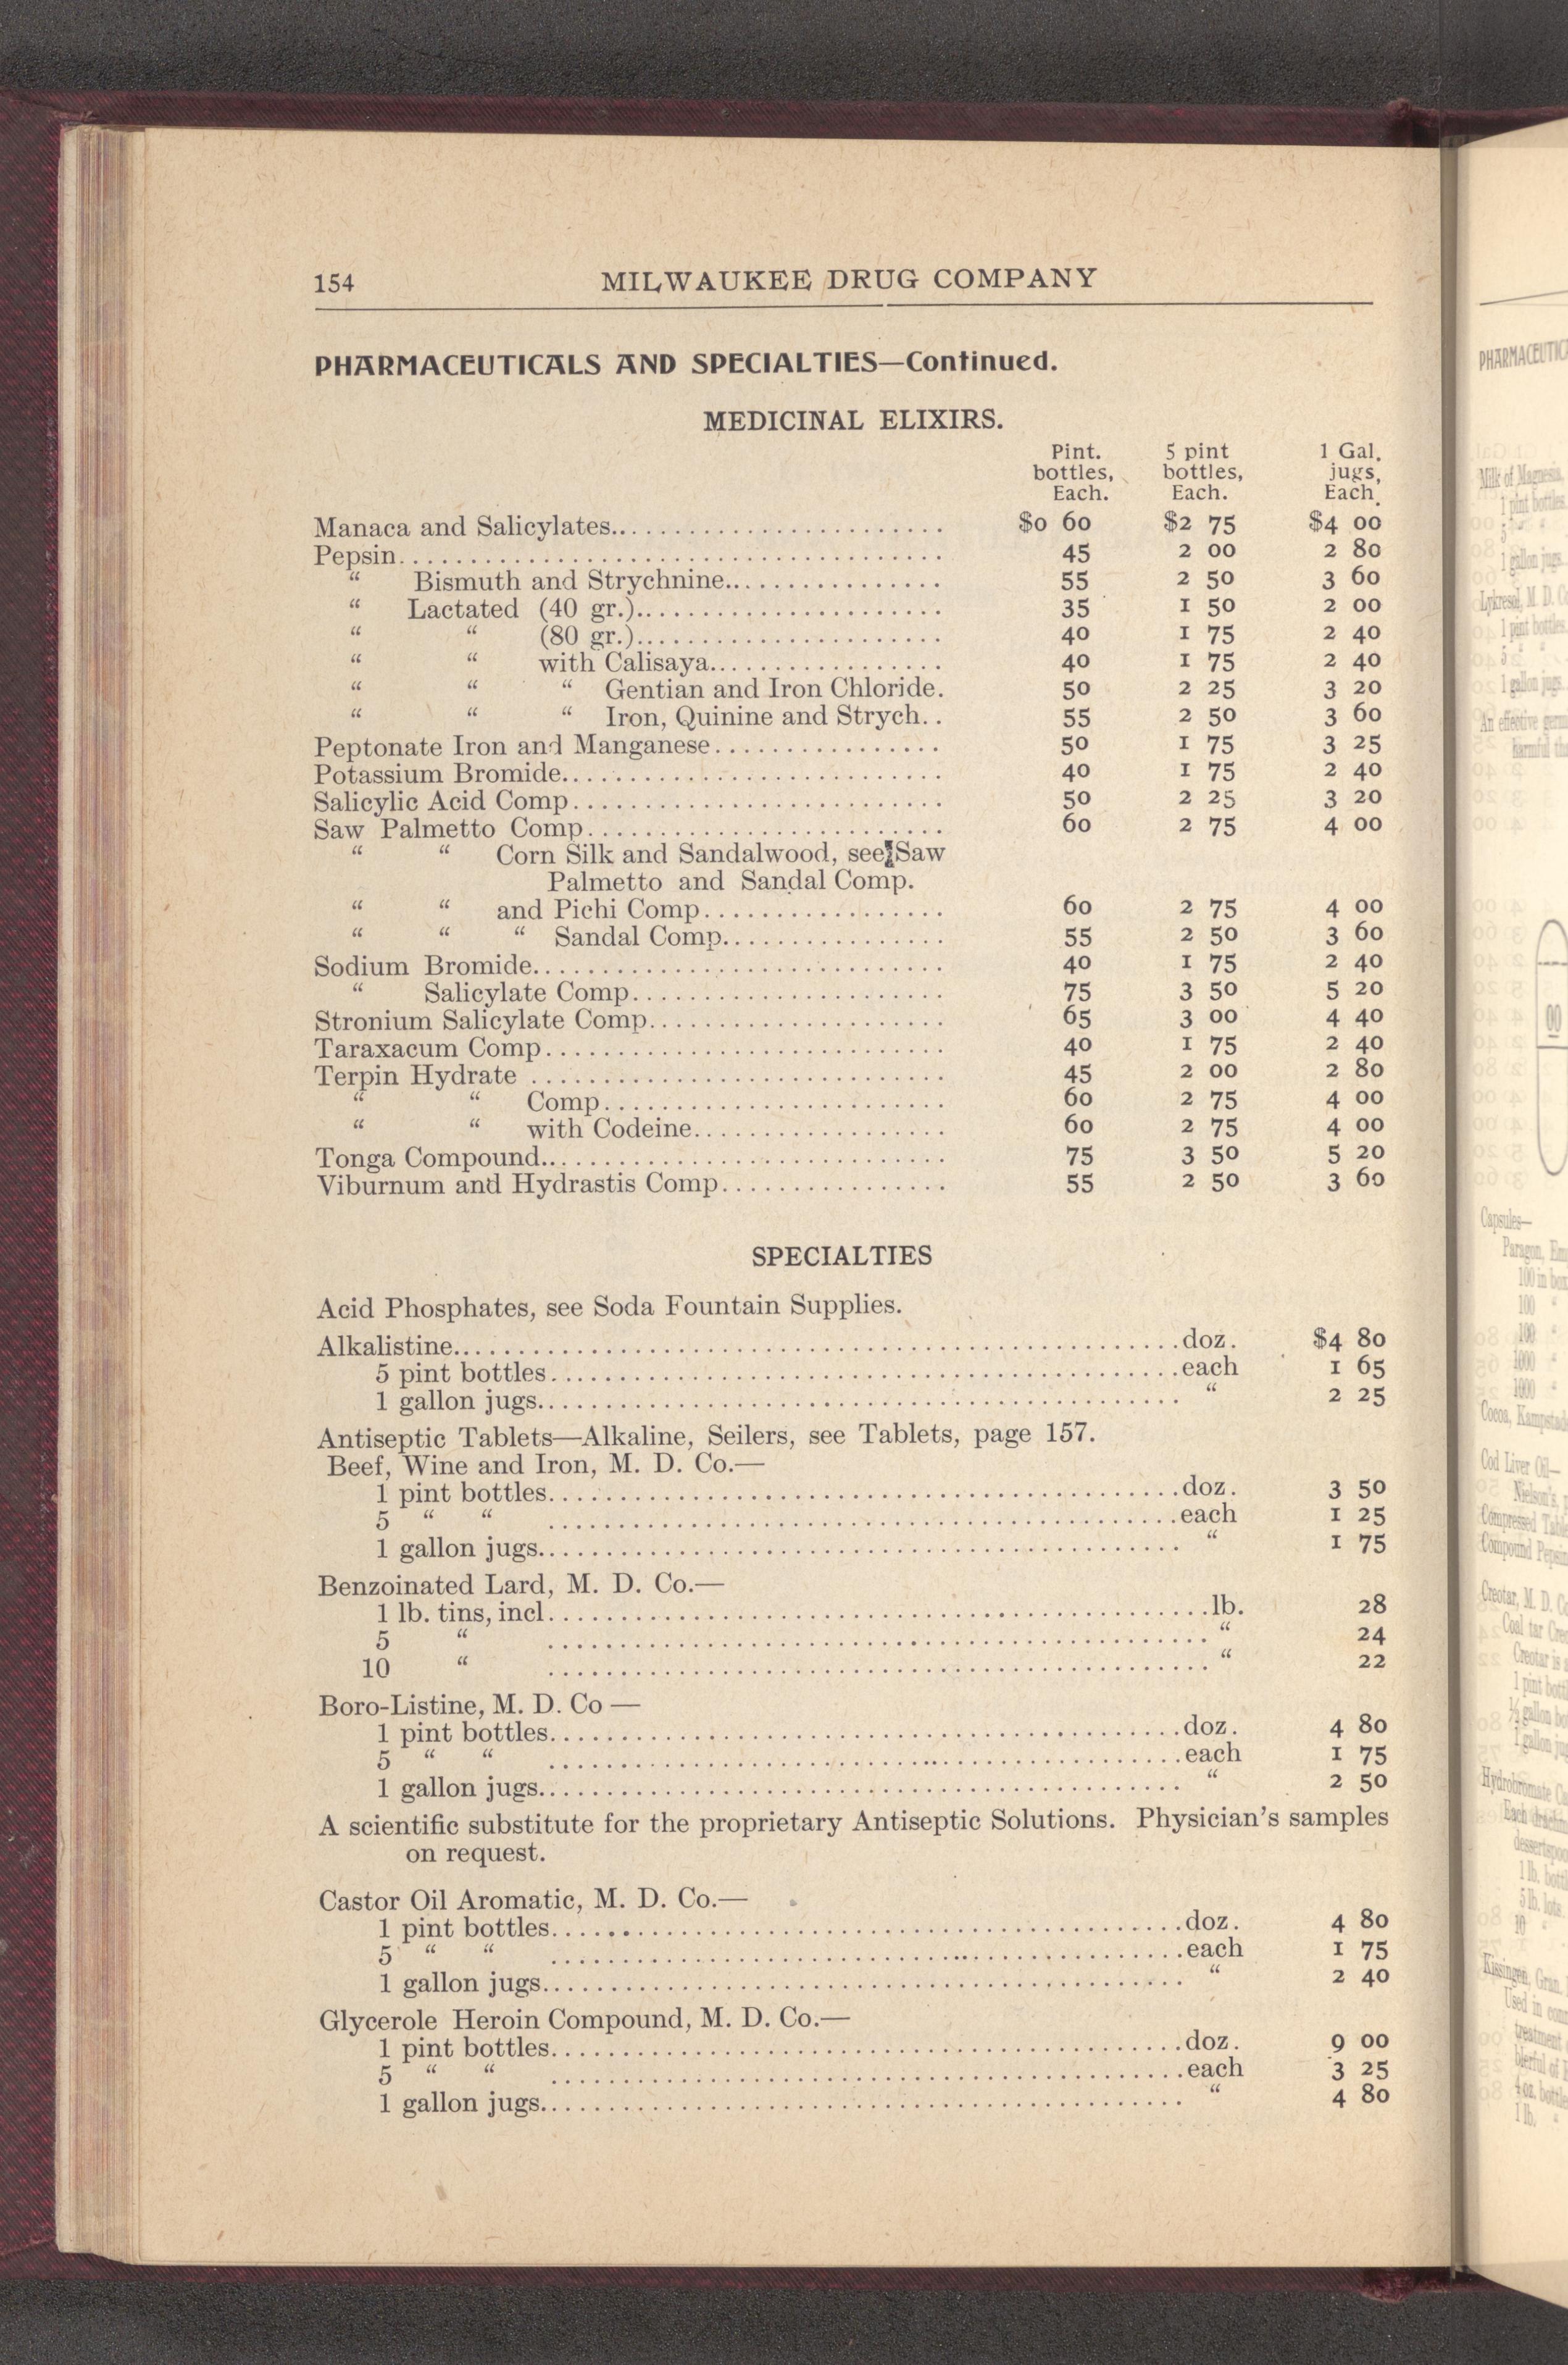 154 MILWAUKEE DRUG COMPANY
PHARMACEUTICALS AND SPECIALTIES—Continued.
MEDICINAL ELIXIRS.
Pint. 5 pint 1 Gal.
bottles, bottles, jugs,
Each. Each. Each.
Manaca and Salicylates........................ $0 60 $2 75 $4 00
Pepsin........................ 45 2 00 2 80
“ Bismuth and Strychnine................ 55 2 50 3 60
“ Lactated (40 gr.)...................... 35 1 50 2 00
“ “ (80 gr.)...................... 40 1 75 2 40
“ “ with Calisaya................. 40 1 75 2 40
“ “ “ Gentian and Iron Chloride. 50 2 25 3 20
“ “ “ Iron, Quinine and Strych.. 55 2 50 3 60
Peptonate Iron and Manganese................ 50 1 75 3 25
Potassium Bromide........................... 40 1 75 2 40
Salicylic Acid Comp.......................... 50 2 25 3 20
Saw Palmetto Comp......................... 60 2 75 4 00
“ “ Corn Silk and Sandalwood, see Saw
Palmetto and Sandal Comp.
“ “ and Pichi Comp................. 60 2 75 4 00
“ “ “ Sandal Comp................ 55 2 50 3 60
Sodium Bromide............................. 40 1 75 2 40
“ Salicylate Comp...................... 75 3 50 5 20
Stronium Salicylate Comp..................... 65 3 00 4 40
Taraxacum Comp............................ 40 1 75 2 40
Terpin Hydrate ............................. 45 2 00 2 80
“ “ Comp........................ 60 2 75 4 00
“ “ with Codeine.................. 60 2 75 4 00
Tonga Compound............................ 75 3 50 5 20
Viburnum and Hydrastis Comp................ 55 2 50 3 60
SPECIALTIES
Acid Phosphates, see Soda Fountain Supplies.
Alkalistine........................doz. $4 80
5 pint bottles........................each 1 65
1 gallon jugs........................ “ 2 25
Antiseptic Tablets—Alkaline, Seilers, see Tablets, page 157.
Beef, Wine and Iron, M. D. Co.—
1 pint bottles........................doz. 3 50
5 “ “ ........................each 1 25
1 gallon jugs........................ “ 1 75
Benzoinated Lard, M. D. Co.—
1 lb. tins, incl........................lb. 28
5 “ ........................ “ 24
10 “ ........................ “ 22
Boro-Listine, M. D. Co —
1 pint bottles........................doz. 4 80
5 “ “ ........................each 1 75
1 gallon jugs........................ “ 2 50
A scientific substitute for the proprietary Antiseptic Solutions. Physician's samples
on request.
Castor Oil Aromatic, M. D. Co.—
1 pint bottles........................doz. 4 80
5 “ “ ........................each 1 75
1 gallon jugs........................ “ 2 40
Glycerole Heroin Compound, M. D. Co.—
1 pint bottles........................doz. 9 00
5 “ “ ........................each 3 25
1 gallon jugs........................ “ 4 80